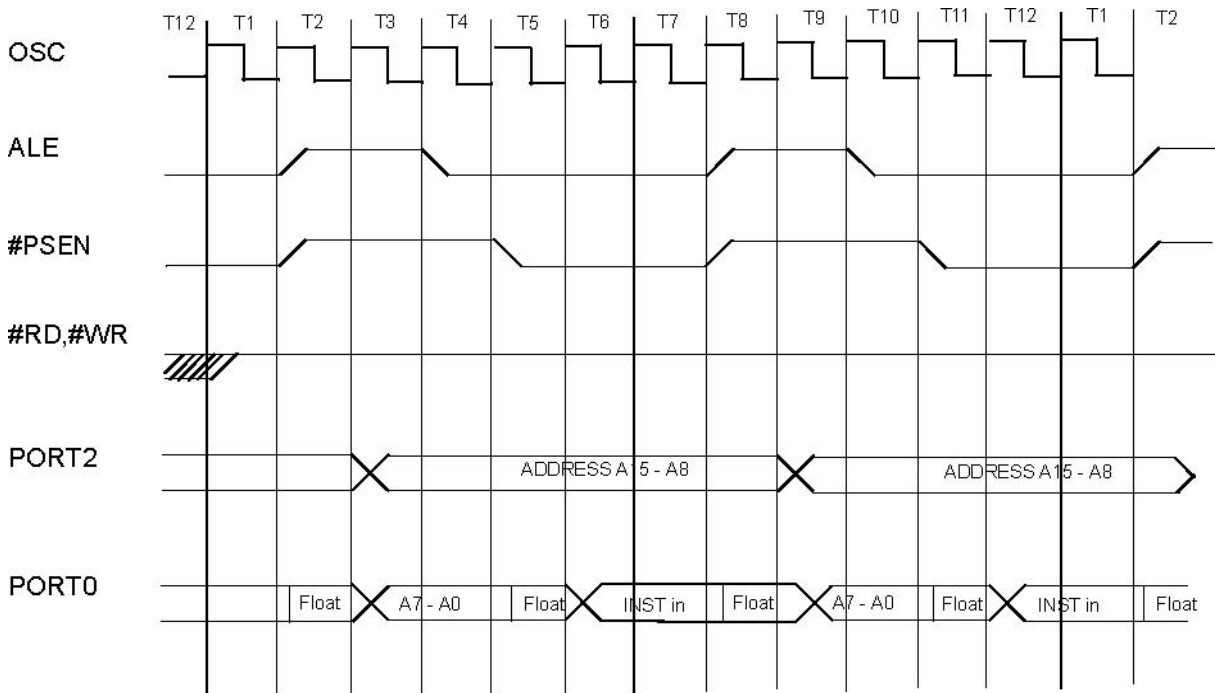 T12 T1 T2 T3 T4 T5 T6 T7 T8 T9 T10 T11 T12 T1 T2
OSC
ALE
#PSEN
#RD,#WR
PORT2 ADDRESS A15 - A8 ADDRESS A15 - A8
PORT0 Float A7 - A0 Float INST in Float A7 - A0 Float INST in Float